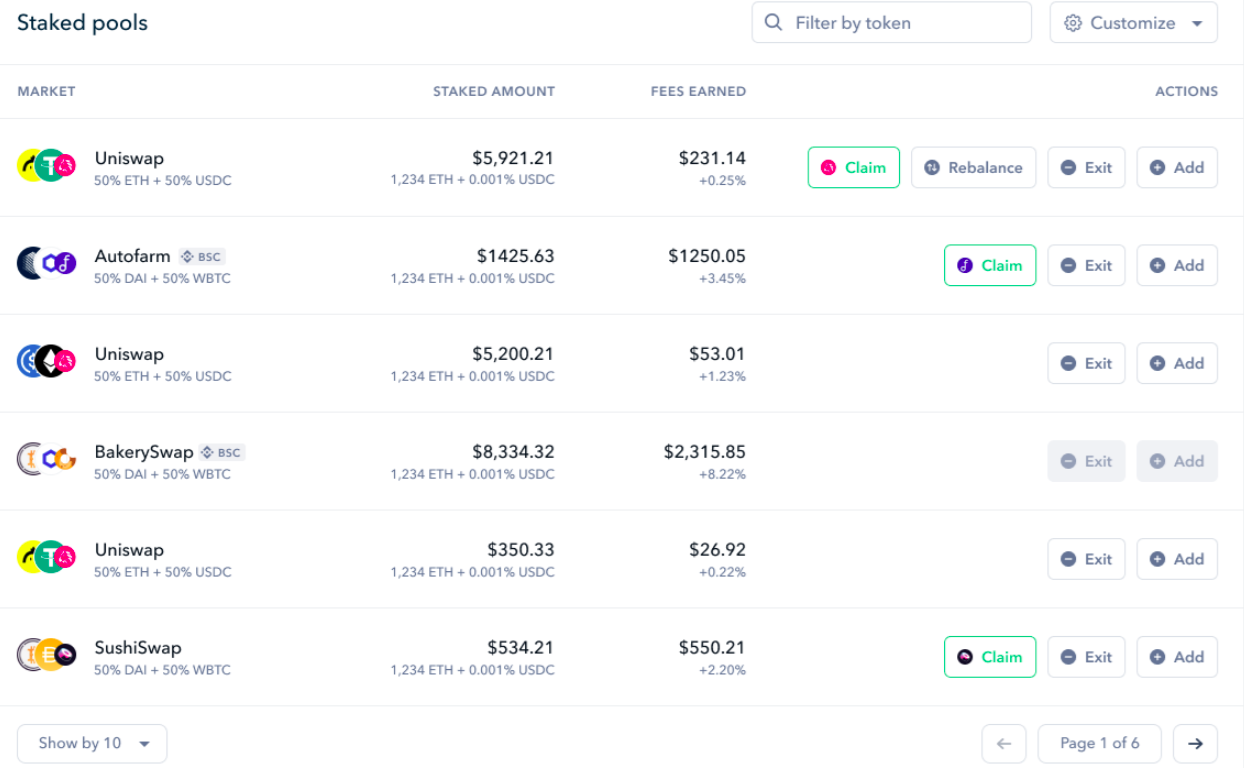 Staked pools
Filter by token
Customize
MARKET STAKED AMOUNT FEES EARNED ACTIONS
Uniswap $5,921.21 $231.14 Claim Rebalance Exit Add
50% ETH + 50% USDC 1,234 ETH + 0.001% USDC +0.25%
Autofarm BSC $1425.63 $1250.05 Claim Exit Add
50% DAI + 50% WBTC 1,234 ETH + 0.001% USDC +3.45%
Uniswap $5,200.21 $53.01 Exit Add
50% ETH + 50% USDC 1,234 ETH + 0.001% USDC +1.23%
BakerySwap BSC $8,334.32 $2,315.85 Exit Add
50% DAI + 50% WBTC 1,234 ETH + 0.001% USDC +8.22%
Uniswap $350.33 $26.92 Exit Add
50% ETH + 50% USDC 1,234 ETH + 0.001% USDC +0.22%
SushiSwap $534.21 $550.21 Claim Exit Add
50% DAI + 50% WBTC 1,234 ETH + 0.001% USDC +2.20%
Show by 10 Page 1 of 6